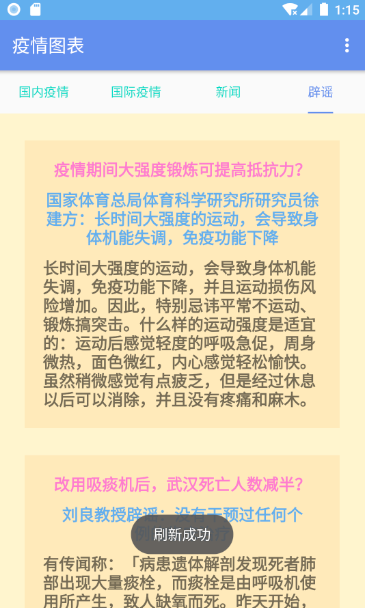 1:15
疫情图表
国内疫情 国际疫情 新闻 辟谣
疫情期间大强度锻炼可提高抵抗力？
国家体育总局体育科学研究所研究员徐
建方：长时间大强度的运动，会导致身
体机能失调，免疫功能下降
长时间大强度的运动，会导致身体机能
失调，免疫功能下降，并且运动损伤风
险增加。因此，特别忌讳平常不运动、
锻炼搞突击。什么样的运动强度是适宜
的：运动后感觉轻度的呼吸急促，周身
微热，面色微红，内心感觉轻松愉快。
虽然稍微感觉有点疲乏，但是经过休息
以后可以消除，并且没有疼痛和麻木。
改用吸痰机后，武汉死亡人数减半？
刘良教授辟谣：没有干预过任何个
刷新成功
有传闻称：「病患遗体解剖发现死者肺
部出现大量痰栓，而痰栓是由呼吸机使
用所产生，致人缺氧而死。昨天开始，